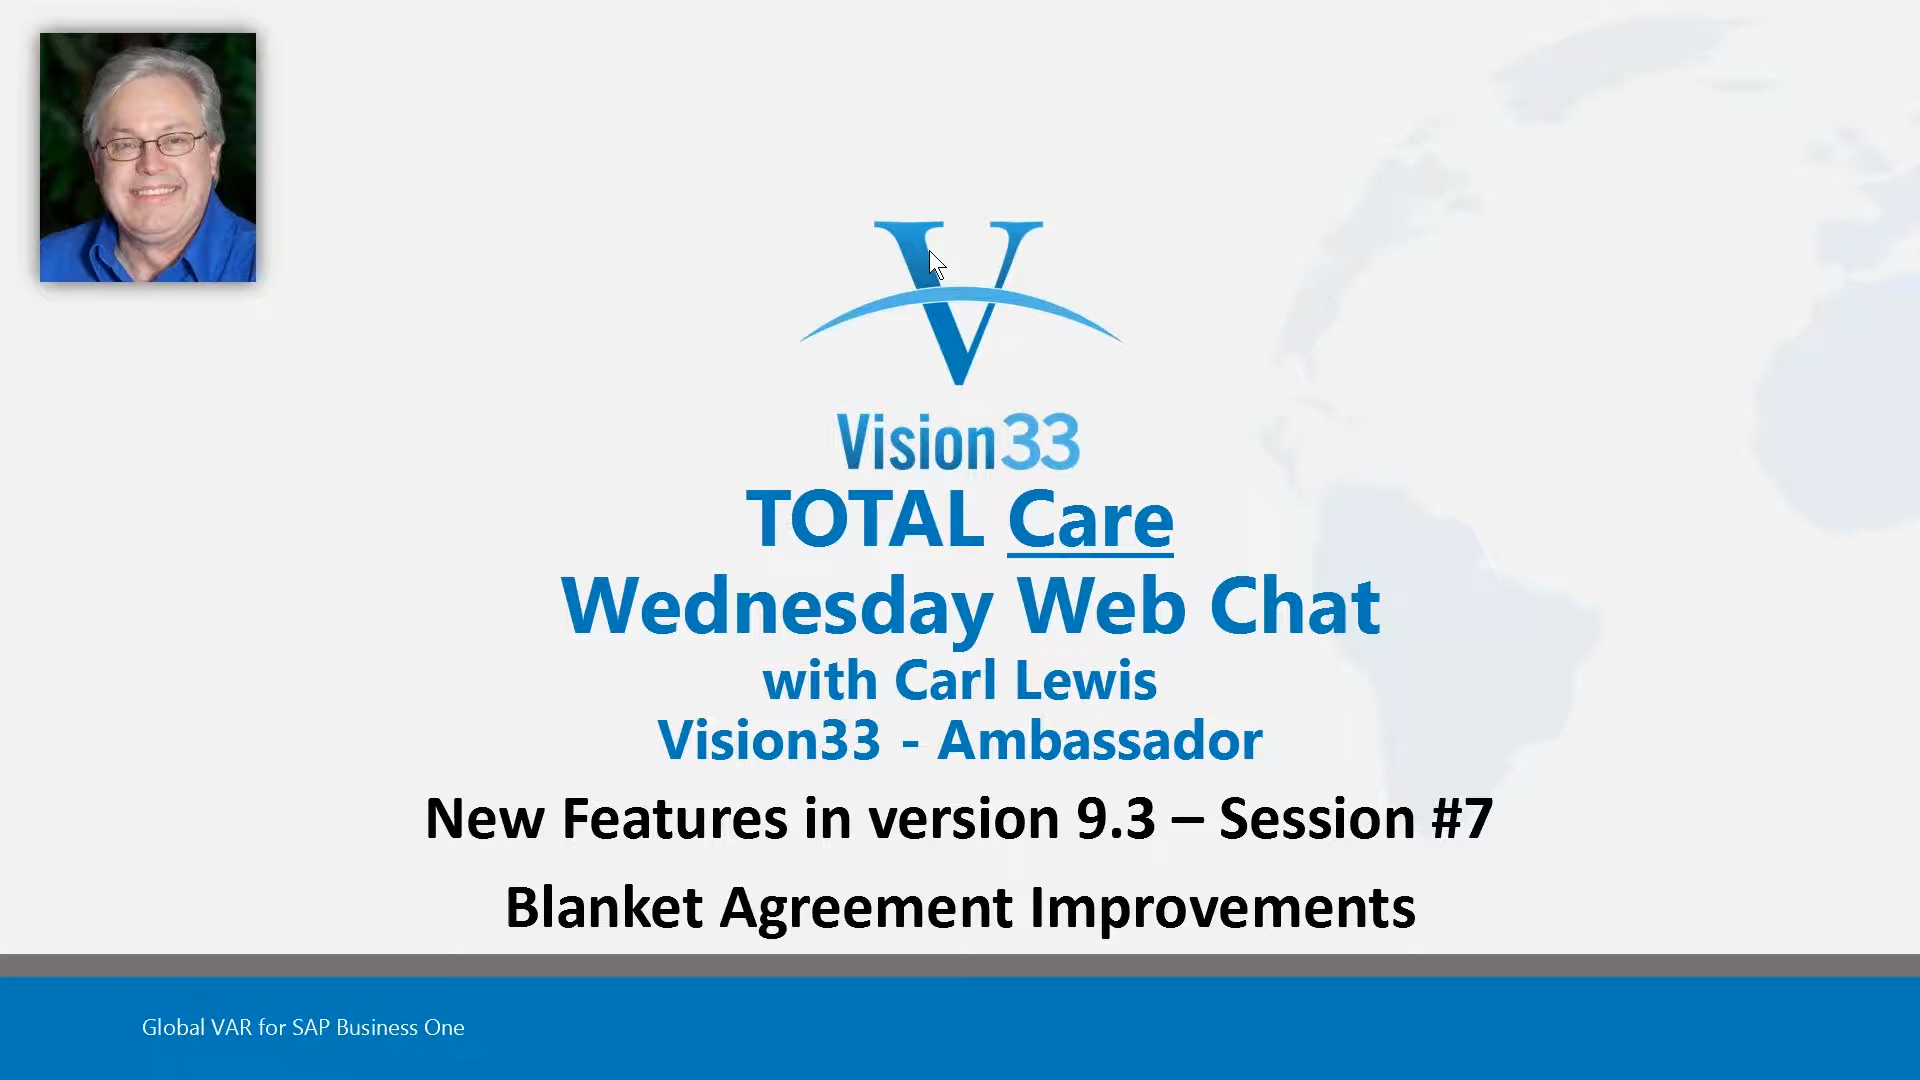 Vision33
TOTAL Care
Wednesday Web Chat
with Carl Lewis
Vision33 - Ambassador
New Features in version 9.3 – Session #7
Blanket Agreement Improvements
Global VAR for SAP Business One